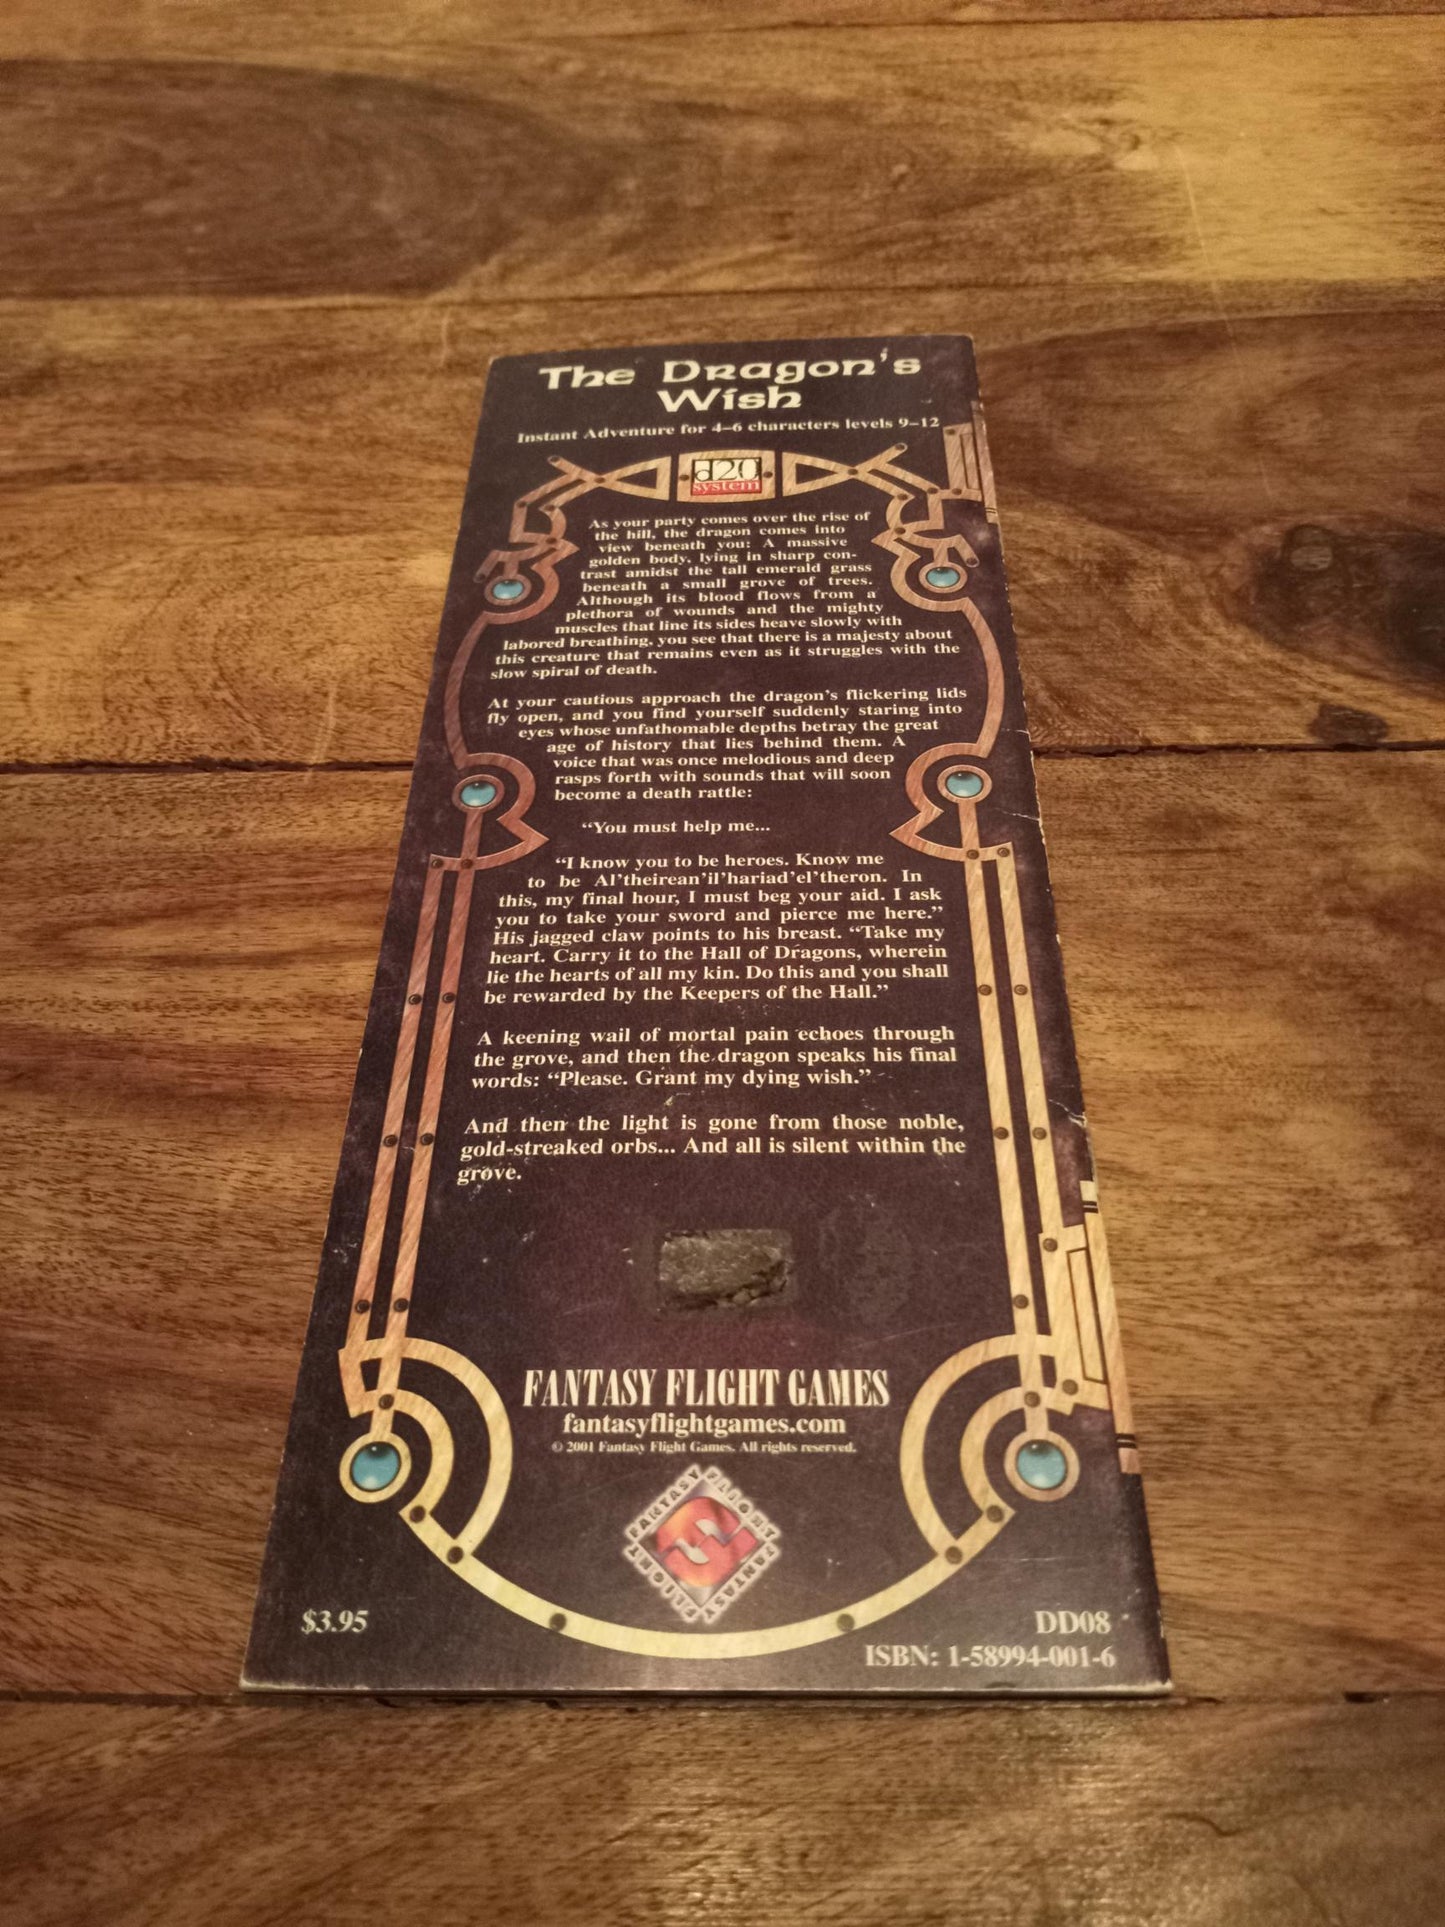 The Dragon's
Wish
Instant Adventure for 4–6 characters levels 9–12
d20
system
As your party comes over the rise of
the hill, the dragon comes into
view beneath you: A massive
golden body, lying in sharp con-
trast amidst the tall emerald grass
beneath a small grove of trees.
Although its blood flows from a
plethora of wounds and the mighty
muscles that line its sides heave slowly with
labored breathing, you see that there is a majesty about
this creature that remains even as it struggles with the
slow spiral of death.
At your cautious approach the dragon's flickering lids
fly open, and you find yourself suddenly staring into
eyes whose unfathomable depths betray the great
age of history that lies behind them. A
voice that was once melodious and deep
rasps forth with sounds that will soon
become a death rattle:
“You must help me...
“I know you to be heroes. Know me
to be Al'theirean'il'hariad'el'theron. In
this, my final hour, I must beg your aid. I ask
you to take your sword and pierce me here.”
His jagged claw points to his breast. “Take my
heart. Carry it to the Hall of Dragons, wherein
lie the hearts of all my kin. Do this and you shall
be rewarded by the Keepers of the Hall.”
A keening wail of mortal pain echoes through
the grove, and then the dragon speaks his final
words: “Please. Grant my dying wish.”
And then the light is gone from those noble,
gold-streaked orbs... And all is silent within the
grove.
FANTASY FLIGHT GAMES
fantasyflightgames.com
© 2001 Fantasy Flight Games. All rights reserved.
FANTASY FLIGHT
FANTASY FLIGHT
$3.95
DD08
ISBN: 1-58994-001-6